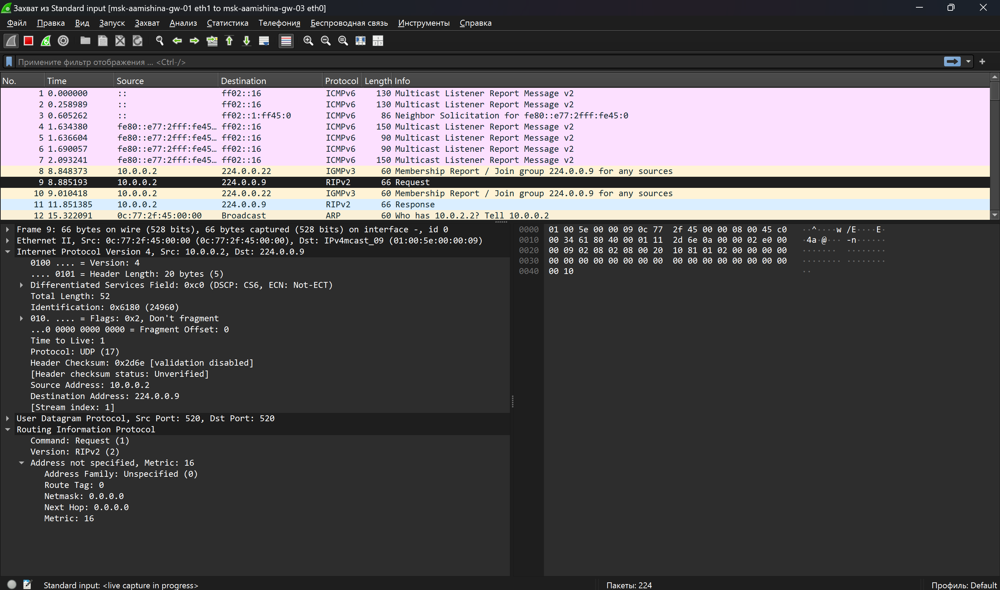 Захват из Standard input [msk-aamishina-gw-01 eth1 to msk-aamishina-gw-03 eth0]
Файл Правка Вид Запуск Захват Анализ Статистика Телефония Беспроводная связь Инструменты Справка
Примените фильтр отображения ... <Ctrl-/>
No. Time Source Destination Protocol Length Info
1 0.000000 :: ff02::16 ICMPv6 130 Multicast Listener Report Message v2
2 0.258989 :: ff02::16 ICMPv6 130 Multicast Listener Report Message v2
3 0.605262 :: ff02::1:ff45:0 ICMPv6 86 Neighbor Solicitation for fe80::e77:2fff:fe45:0
4 1.634380 fe80::e77:2fff:fe45… ff02::16 ICMPv6 150 Multicast Listener Report Message v2
5 1.636604 fe80::e77:2fff:fe45… ff02::16 ICMPv6 90 Multicast Listener Report Message v2
6 1.690057 fe80::e77:2fff:fe45… ff02::16 ICMPv6 90 Multicast Listener Report Message v2
7 2.093241 fe80::e77:2fff:fe45… ff02::16 ICMPv6 150 Multicast Listener Report Message v2
8 8.848373 10.0.0.2 224.0.0.22 IGMPv3 60 Membership Report / Join group 224.0.0.9 for any sources
9 8.885193 10.0.0.2 224.0.0.9 RIPv2 66 Request
10 9.010418 10.0.0.2 224.0.0.22 IGMPv3 60 Membership Report / Join group 224.0.0.9 for any sources
11 11.851385 10.0.0.2 224.0.0.9 RIPv2 66 Response
12 15.322091 0c:77:2f:45:00:00 Broadcast ARP 60 Who has 10.0.2.2? Tell 10.0.0.2
Frame 9: 66 bytes on wire (528 bits), 66 bytes captured (528 bits) on interface -, id 0
Ethernet II, Src: 0c:77:2f:45:00:00 (0c:77:2f:45:00:00), Dst: IPv4mcast_09 (01:00:5e:00:00:09)
Internet Protocol Version 4, Src: 10.0.0.2, Dst: 224.0.0.9
0100 .... = Version: 4
.... 0101 = Header Length: 20 bytes (5)
Differentiated Services Field: 0xc0 (DSCP: CS6, ECN: Not-ECT)
Total Length: 52
Identification: 0x6180 (24960)
010. .... = Flags: 0x2, Don't fragment
...0 0000 0000 0000 = Fragment Offset: 0
Time to Live: 1
Protocol: UDP (17)
Header Checksum: 0x2d6e [validation disabled]
[Header checksum status: Unverified]
Source Address: 10.0.0.2
Destination Address: 224.0.0.9
[Stream index: 1]
User Datagram Protocol, Src Port: 520, Dst Port: 520
Routing Information Protocol
Command: Request (1)
Version: RIPv2 (2)
Address not specified, Metric: 16
Address Family: Unspecified (0)
Route Tag: 0
Netmask: 0.0.0.0
Next Hop: 0.0.0.0
Metric: 16
0000 01 00 5e 00 00 09 0c 77 2f 45 00 00 08 00 45 c0 ··^····w /E····E·
0010 00 34 61 80 40 00 01 11 2d 6e 0a 00 00 02 e0 00 ·4a·@··· -n······
0020 00 09 02 08 02 08 00 20 10 81 01 02 00 00 00 00 ······· ········
0030 00 00 00 00 00 00 00 00 00 00 00 00 00 00 00 00 ········ ········
0040 00 10 ··
Standard input: <live capture in progress> Пакеты: 224 Профиль: Default